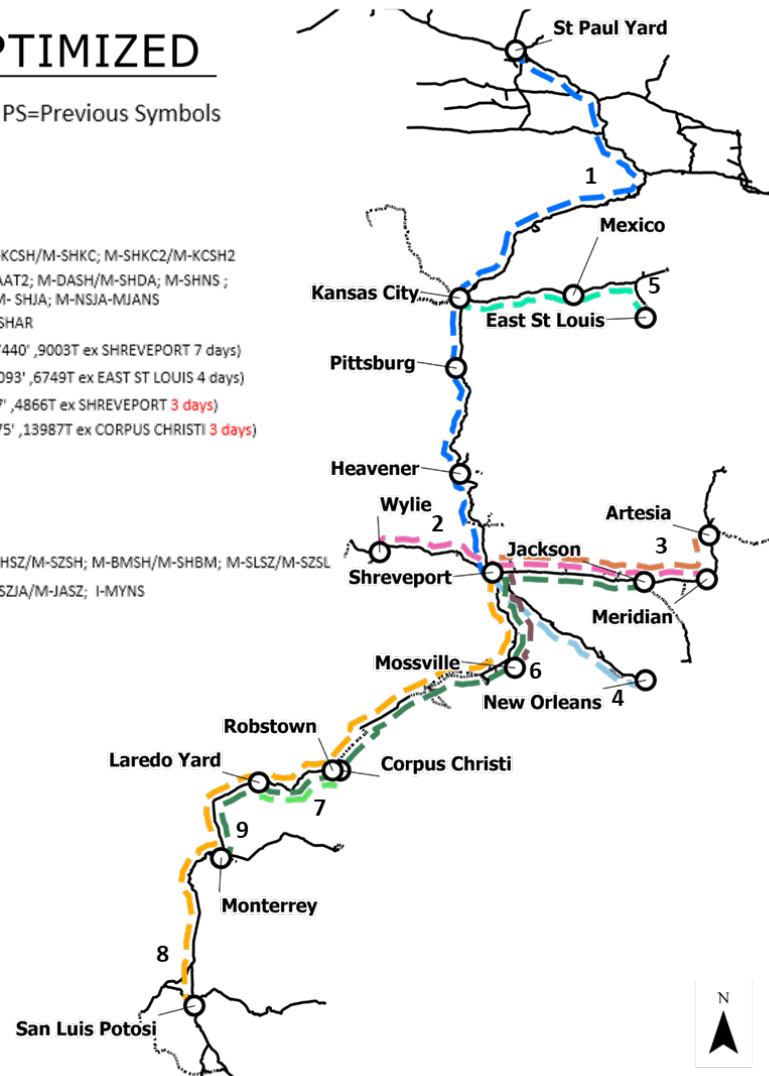 PTIMIZED
PS=Previous Symbols
-KCSH/M-SHKC; M-SHKC2/M-KCSH2
AAT2; M-DASH/M-SHDA; M-SHNS ;
M- SHJA; M-NSJA-MJANS
SHAR
7440' ,9003T ex SHREVEPORT 7 days)
093' ,6749T ex EAST ST LOUIS 4 days)
7' ,4866T ex SHREVEPORT 3 days)
75' ,13987T ex CORPUS CHRISTI 3 days)
HSZ/M-SZSH; M-BMSH/M-SHBM; M-SLSZ/M-SZSL
SZJA/M-JASZ; I-MYNS
St Paul Yard
1
Mexico
Kansas City
5
East St Louis
Pittsburg
Heavener
Wylie
2
Artesia
3
Jackson
Shreveport
Meridian
Mossville
6
New Orleans
4
Robstown
Laredo Yard
Corpus Christi
7
9
Monterrey
8
San Luis Potosi
N